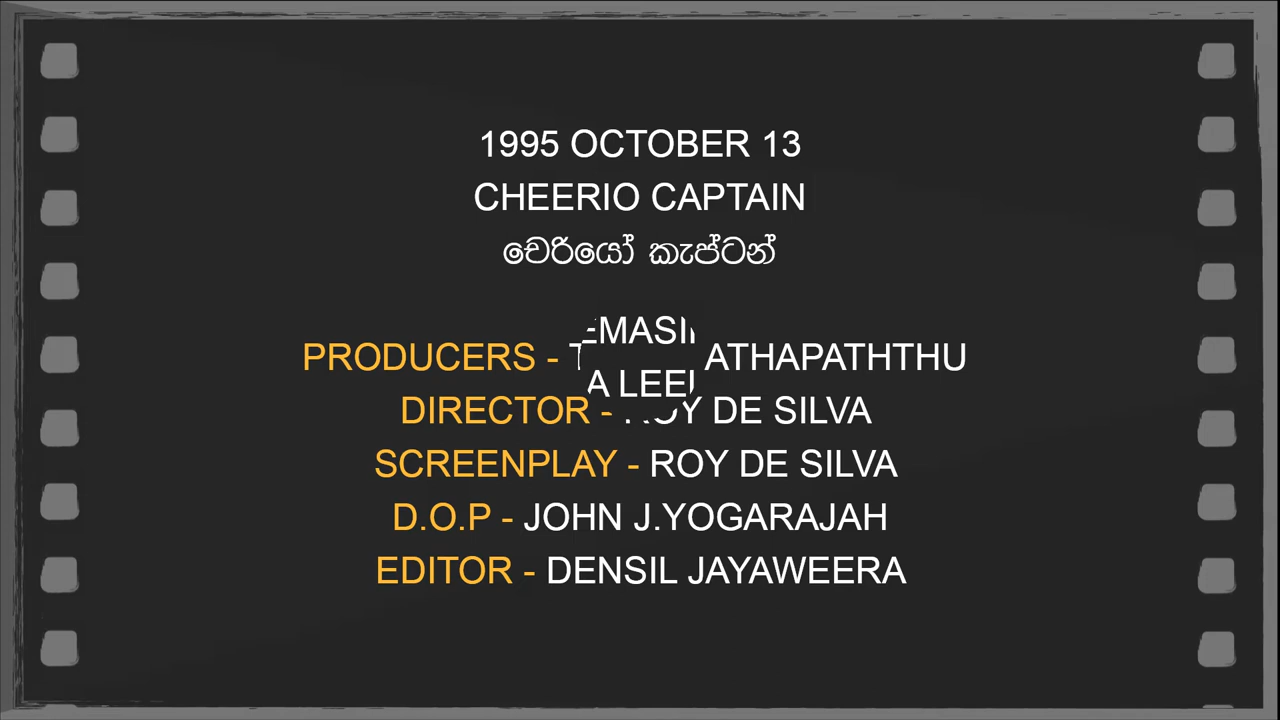 1995 OCTOBER 13
CHEERIO CAPTAIN
චෙරියෝ කැප්ටන්
PRODUCERS - ATHAPATHTHU
DIRECTOR - DE SILVA
SCREENPLAY - ROY DE SILVA
D.O.P - JOHN J.YOGARAJAH
EDITOR - DENSIL JAYAWEERA